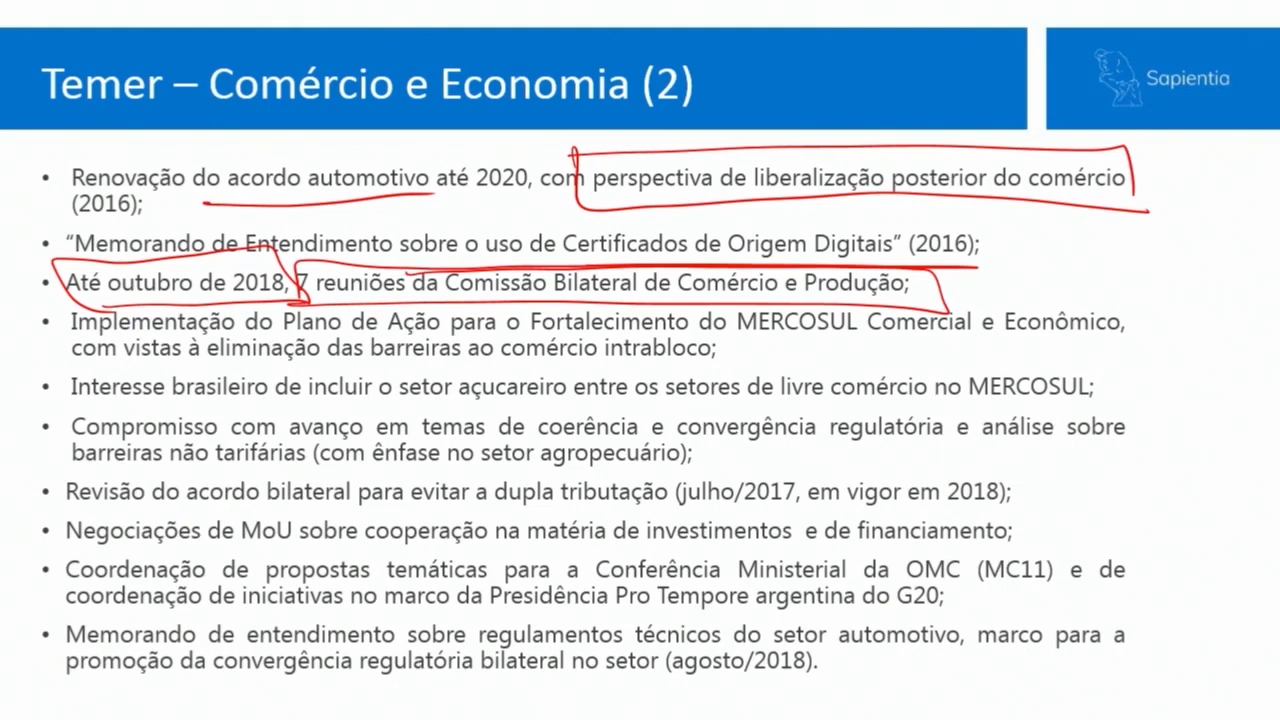 Temer – Comércio e Economia (2)
Sapientia
• Renovação do acordo automotivo até 2020, com perspectiva de liberalização posterior do comércio
(2016);
• “Memorando de Entendimento sobre o uso de Certificados de Origem Digitais” (2016);
• Até outubro de 2018, 7 reuniões da Comissão Bilateral de Comércio e Produção;
• Implementação do Plano de Ação para o Fortalecimento do MERCOSUL Comercial e Econômico,
com vistas à eliminação das barreiras ao comércio intrabloco;
• Interesse brasileiro de incluir o setor açucareiro entre os setores de livre comércio no MERCOSUL;
• Compromisso com avanço em temas de coerência e convergência regulatória e análise sobre
barreiras não tarifárias (com ênfase no setor agropecuário);
• Revisão do acordo bilateral para evitar a dupla tributação (julho/2017, em vigor em 2018);
• Negociações de MoU sobre cooperação na matéria de investimentos e de financiamento;
• Coordenação de propostas temáticas para a Conferência Ministerial da OMC (MC11) e de
coordenação de iniciativas no marco da Presidência Pro Tempore argentina do G20;
• Memorando de entendimento sobre regulamentos técnicos do setor automotivo, marco para a
promoção da convergência regulatória bilateral no setor (agosto/2018).